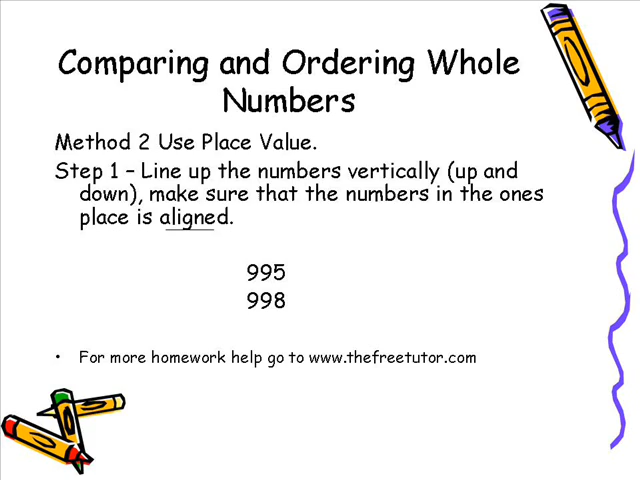 Comparing and Ordering Whole
Numbers
Method 2 Use Place Value.
Step 1 – Line up the numbers vertically (up and
down), make sure that the numbers in the ones
place is aligned.
995
998
• For more homework help go to www.thefreetutor.com